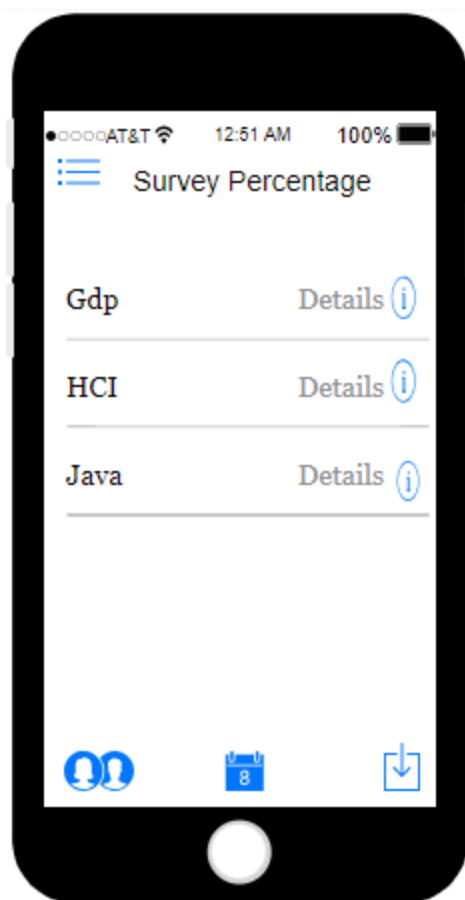 AT&T 12:51 AM 100%
Survey Percentage
Gdp Details i
HCI Details i
Java Details i
8